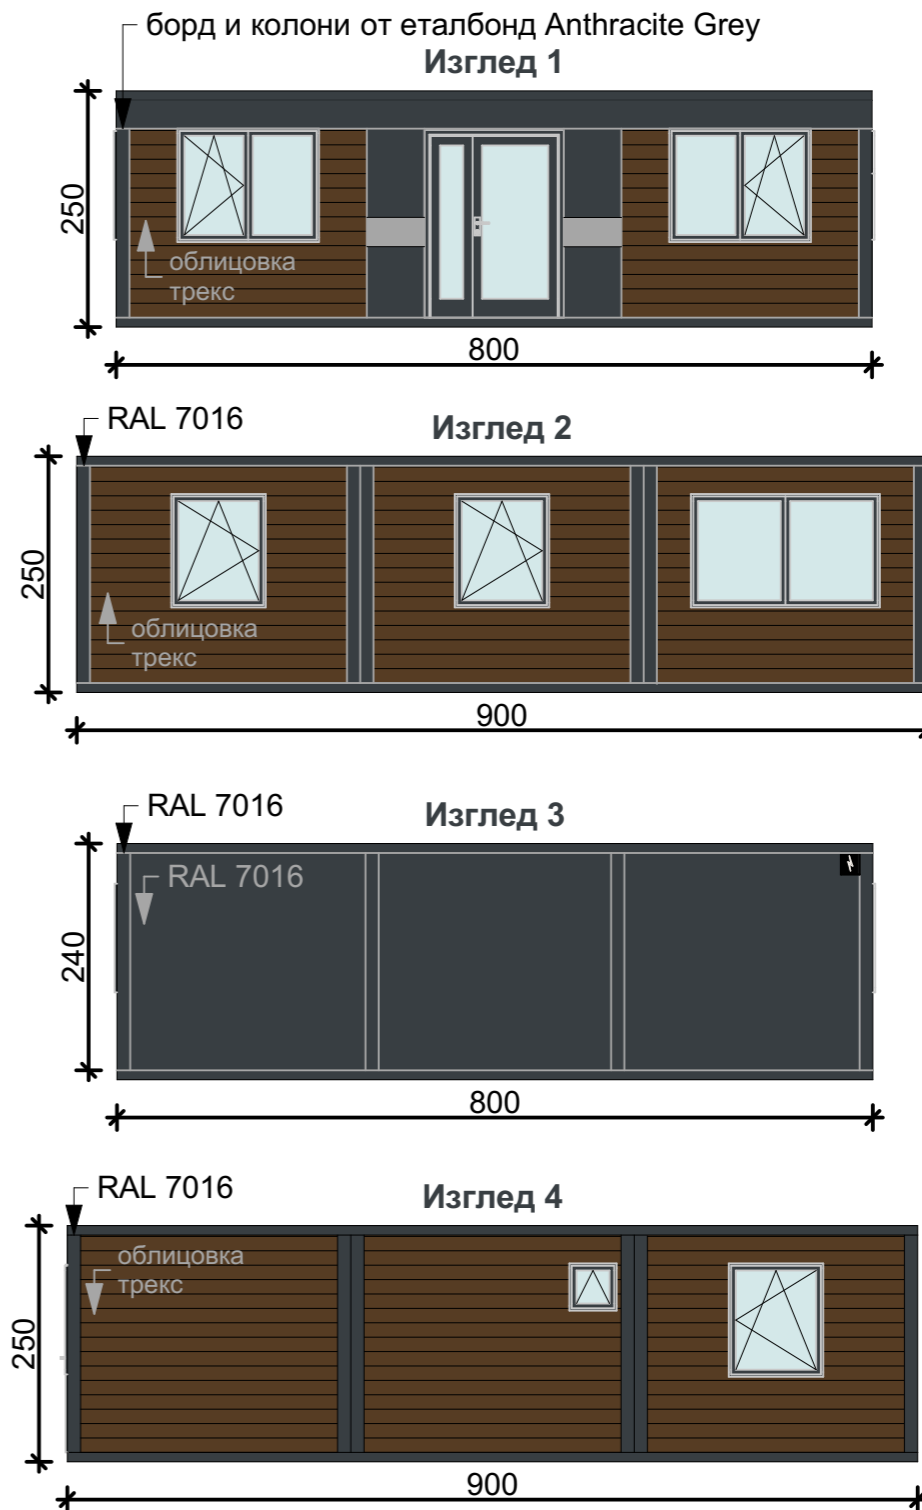 борд и колони от еталбонд Anthracite Grey
Изглед 1
250
облицовка
трекс
800
RAL 7016
Изглед 2
250
облицовка
трекс
900
RAL 7016
Изглед 3
RAL 7016
240
800
RAL 7016
Изглед 4
облицовка
трекс
250
900